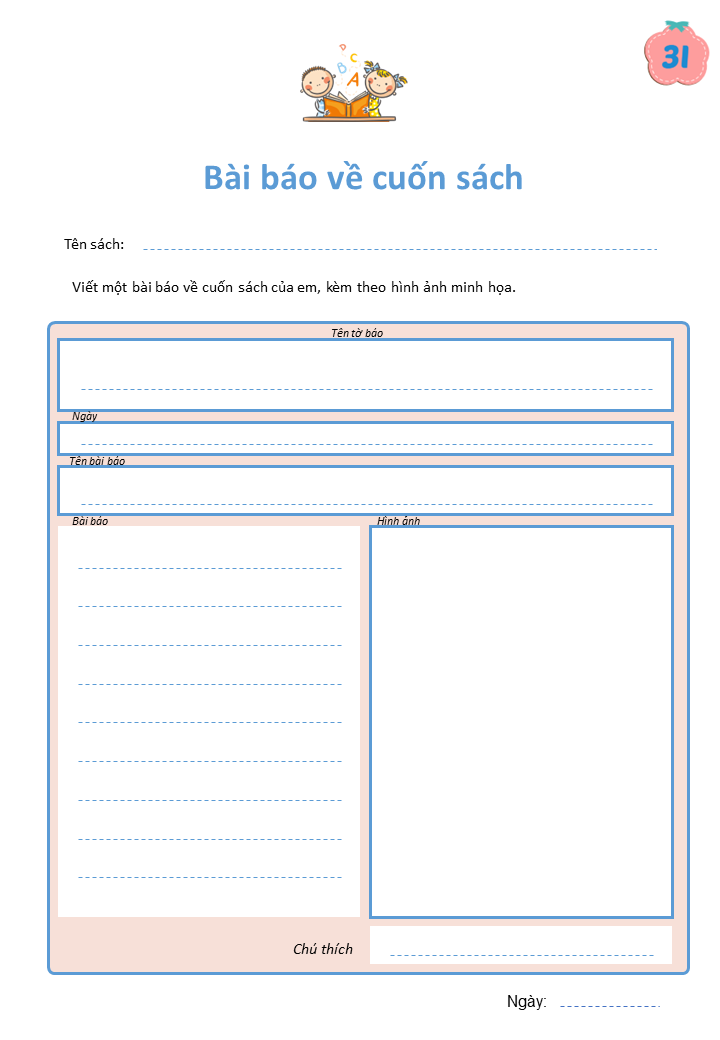 31
D
C
B
A
Bài báo về cuốn sách
Tên sách:
Viết một bài báo về cuốn sách của em, kèm theo hình ảnh minh họa.
Tên tờ báo
Ngày
Tên bài báo
Bài báo
Hình ảnh
Chú thích
Ngày: